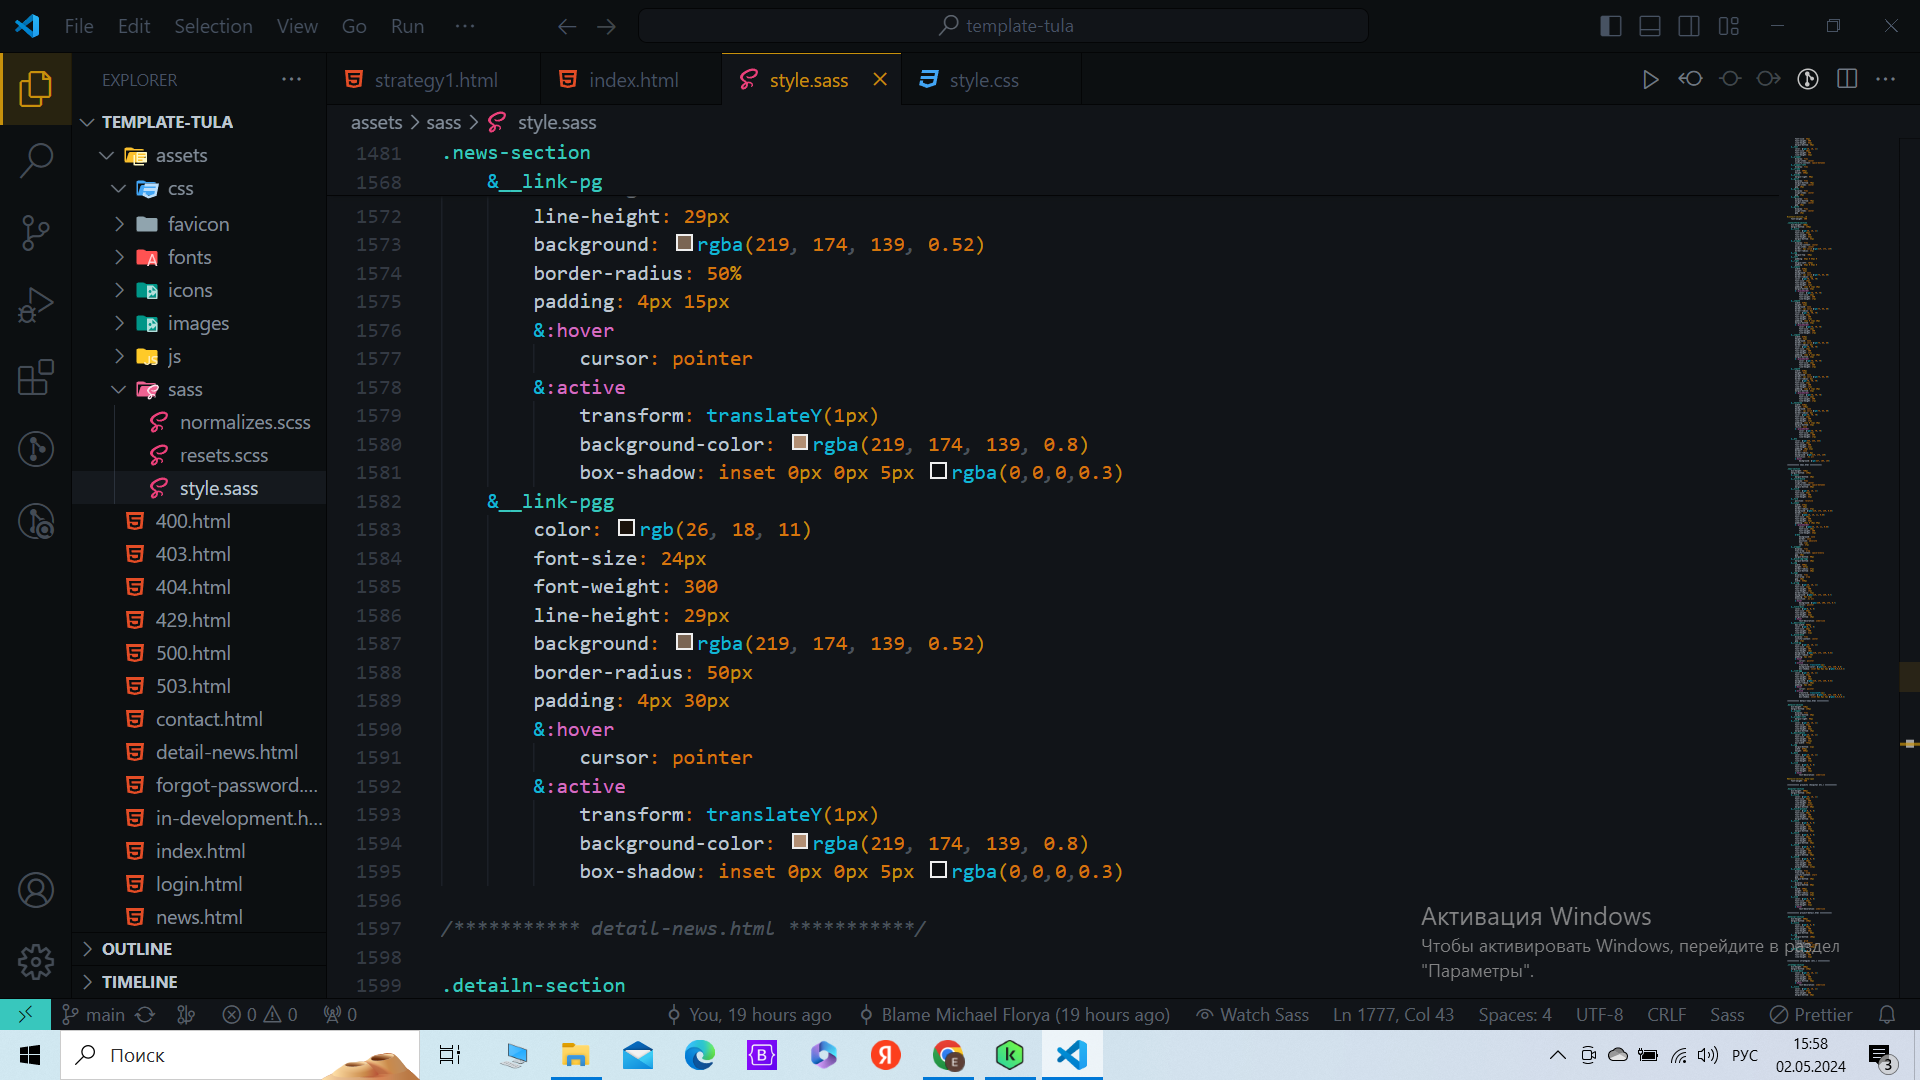 File Edit Selection View Go Run ··· template-tula
EXPLORER ···
strategy1.html index.html style.sass style.css
assets > sass > style.sass
TEMPLATE-TULA
assets
css
favicon
fonts
icons
images
js
sass
normalizes.scss
resets.scss
style.sass
400.html
403.html
404.html
429.html
500.html
503.html
contact.html
detail-news.html
forgot-password....
in-development.h...
index.html
login.html
news.html
OUTLINE
TIMELINE
1481 .news-section
1568 &__link-pg
1572 line-height: 29px
1573 background: rgba(219, 174, 139, 0.52)
1574 border-radius: 50%
1575 padding: 4px 15px
1576 &:hover
1577 cursor: pointer
1578 &:active
1579 transform: translateY(1px)
1580 background-color: rgba(219, 174, 139, 0.8)
1581 box-shadow: inset 0px 0px 5px rgba(0,0,0,0.3)
1582 &__link-pgg
1583 color: rgb(26, 18, 11)
1584 font-size: 24px
1585 font-weight: 300
1586 line-height: 29px
1587 background: rgba(219, 174, 139, 0.52)
1588 border-radius: 50px
1589 padding: 4px 30px
1590 &:hover
1591 cursor: pointer
1592 &:active
1593 transform: translateY(1px)
1594 background-color: rgba(219, 174, 139, 0.8)
1595 box-shadow: inset 0px 0px 5px rgba(0,0,0,0.3)
1596
1597 /*********** detail-news.html ***********/
1598
1599 .detailn-section
Активация Windows
Чтобы активировать Windows, перейдите в раздел
"Параметры".
main 0 0 0 You, 19 hours ago Blame Michael Florya (19 hours ago) Watch Sass Ln 1777, Col 43 Spaces: 4 UTF-8 CRLF Sass Prettier
Поиск
РУС
15:58
02.05.2024
3